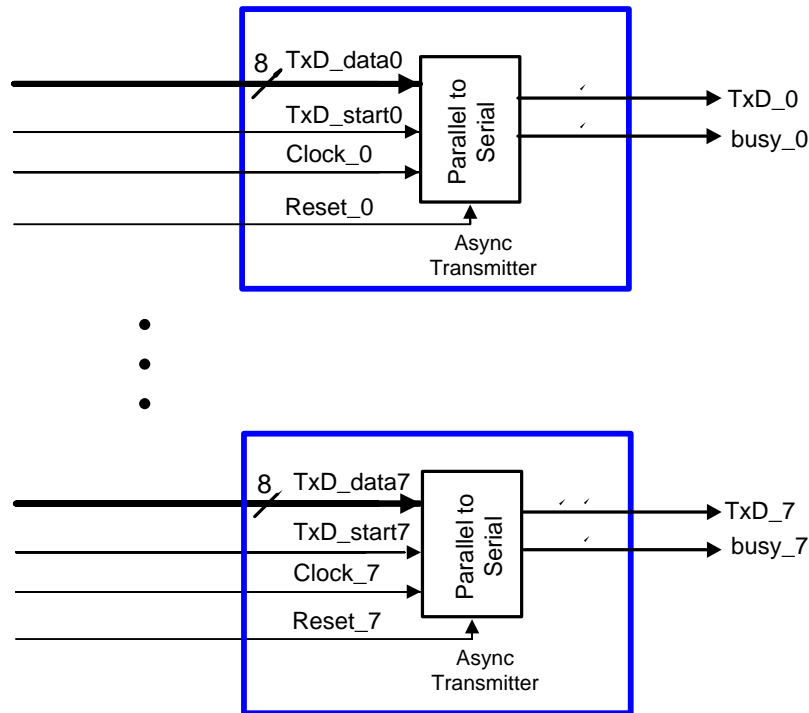 8
TxD_data0
TxD_start0
Clock_0
Reset_0
Parallel to
Serial
Async
Transmitter
TxD_0
busy_0
8
TxD_data7
TxD_start7
Clock_7
Reset_7
Parallel to
Serial
Async
Transmitter
TxD_7
busy_7